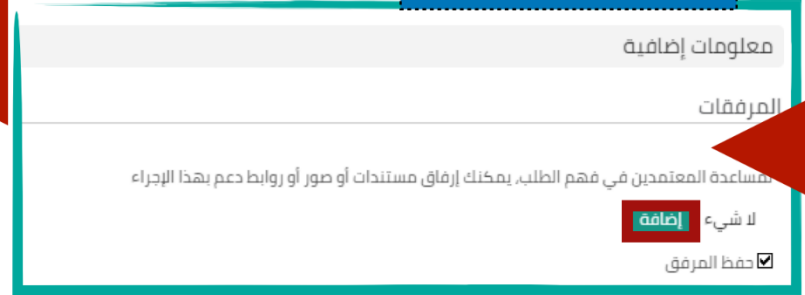 معلومات إضافية
المرفقات
لمساعدة المعتمدين في فهم الطلب، يمكنك إرفاق مستندات أو صور أو روابط دعم بهذا الإجراء
لا شيء إضافة
حفظ المرفق